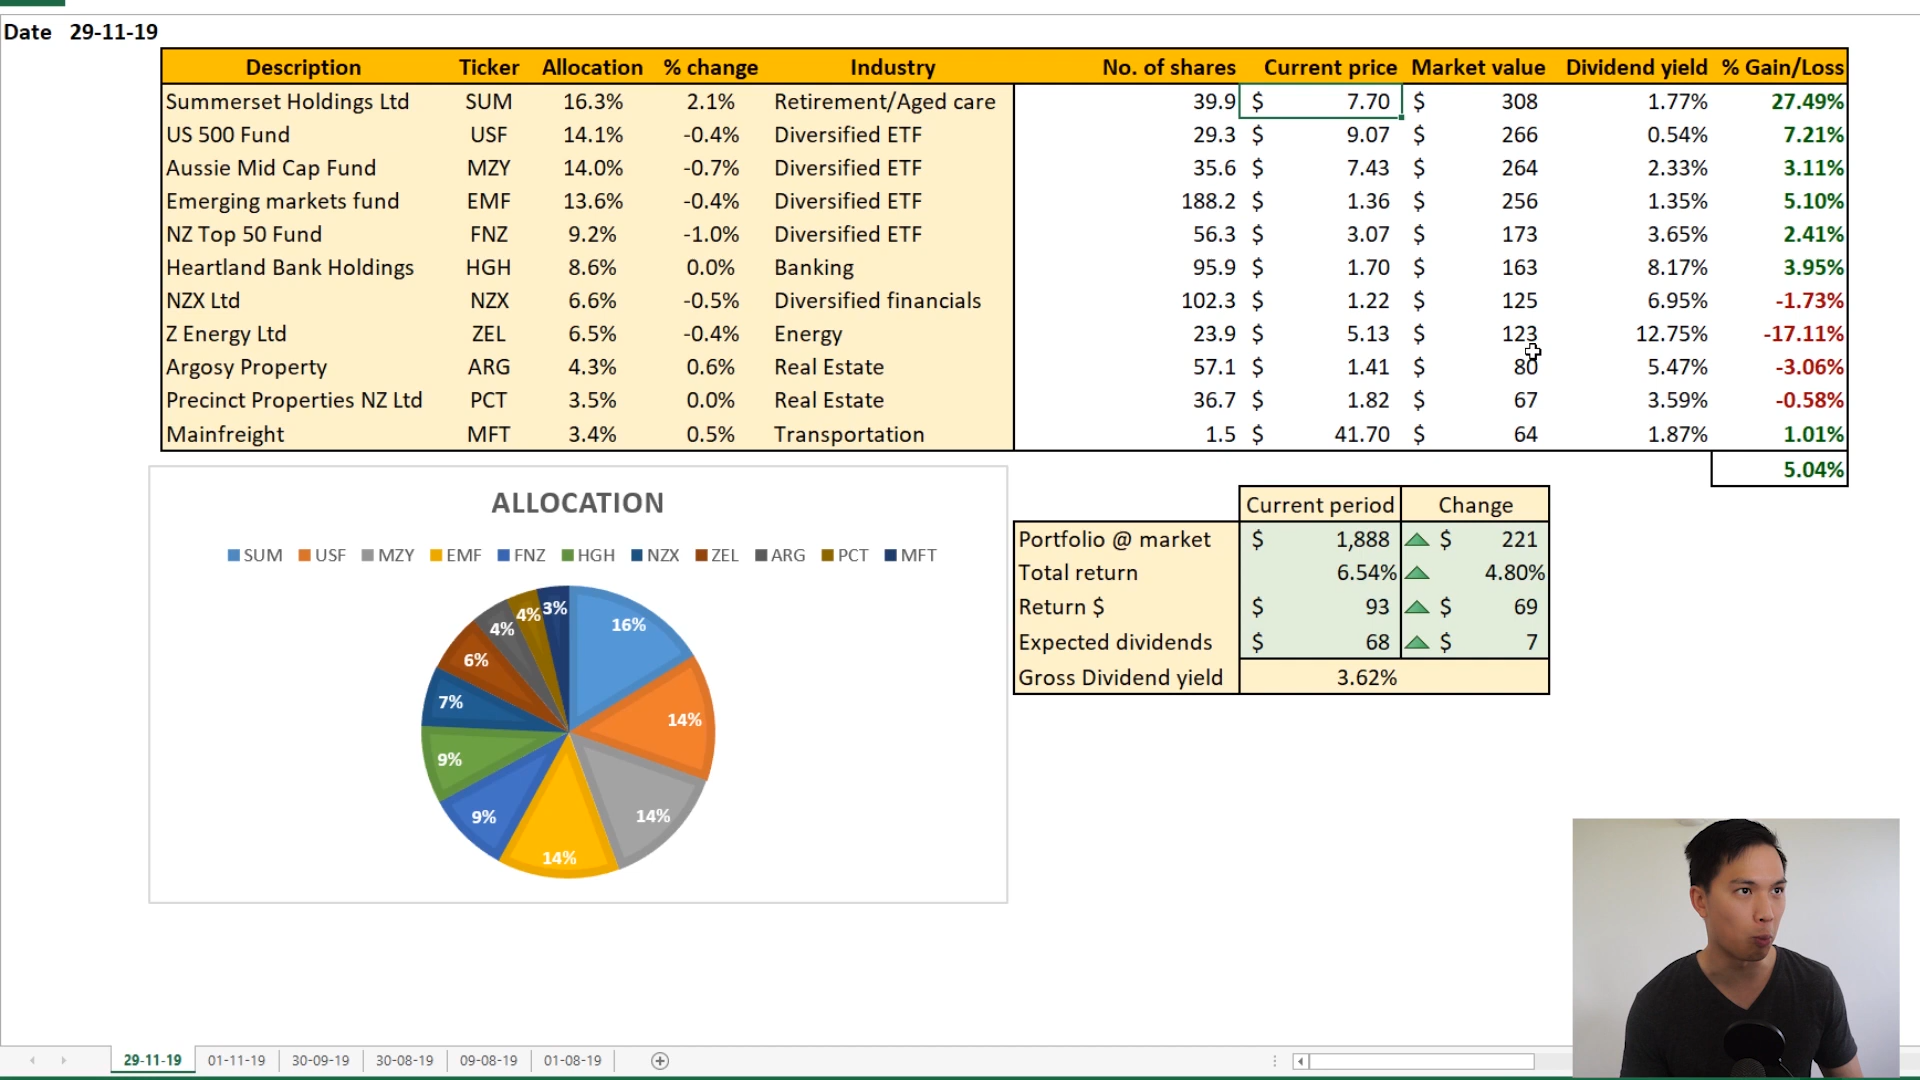 Date 29-11-19
Description Ticker Allocation % change Industry No. of shares Current price Market value Dividend yield % Gain/Loss
Summerset Holdings Ltd SUM 16.3% 2.1% Retirement/Aged care 39.9 $ 7.70 $ 308 1.77% 27.49%
US 500 Fund USF 14.1% -0.4% Diversified ETF 29.3 $ 9.07 $ 266 0.54% 7.21%
Aussie Mid Cap Fund MZY 14.0% -0.7% Diversified ETF 35.6 $ 7.43 $ 264 2.33% 3.11%
Emerging markets fund EMF 13.6% -0.4% Diversified ETF 188.2 $ 1.36 $ 256 1.35% 5.10%
NZ Top 50 Fund FNZ 9.2% -1.0% Diversified ETF 56.3 $ 3.07 $ 173 3.65% 2.41%
Heartland Bank Holdings HGH 8.6% 0.0% Banking 95.9 $ 1.70 $ 163 8.17% 3.95%
NZX Ltd NZX 6.6% -0.5% Diversified financials 102.3 $ 1.22 $ 125 6.95% -1.73%
Z Energy Ltd ZEL 6.5% -0.4% Energy 23.9 $ 5.13 $ 123 12.75% -17.11%
Argosy Property ARG 4.3% 0.6% Real Estate 57.1 $ 1.41 $ 80 5.47% -3.06%
Precinct Properties NZ Ltd PCT 3.5% 0.0% Real Estate 36.7 $ 1.82 $ 67 3.59% -0.58%
Mainfreight MFT 3.4% 0.5% Transportation 1.5 $ 41.70 $ 64 1.87% 1.01%
5.04%
ALLOCATION
SUM USF MZY EMF FNZ HGH NZX ZEL ARG PCT MFT
16%
14%
14%
14%
9%
9%
7%
6%
4%
4%
3%
Current period Change
Portfolio @ market $ 1,888 $ 221
Total return 6.54% 4.80%
Return $ $ 93 $ 69
Expected dividends $ 68 $ 7
Gross Dividend yield 3.62%
29-11-19 01-11-19 30-09-19 30-08-19 09-08-19 01-08-19